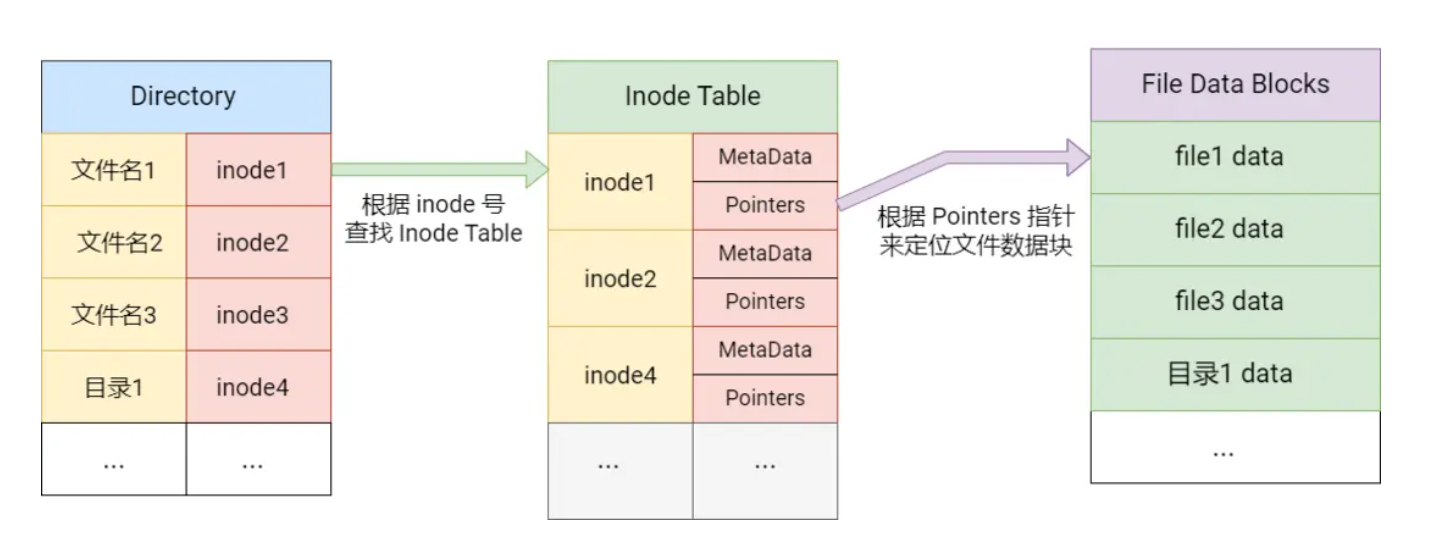 Directory
文件名1 inode1
文件名2 inode2
文件名3 inode3
目录1 inode4
... ...
根据 inode 号
查找 Inode Table
Inode Table
inode1
MetaData
Pointers
inode2
MetaData
Pointers
inode4
MetaData
Pointers
... ...
根据 Pointers 指针
来定位文件数据块
File Data Blocks
file1 data
file2 data
file3 data
目录1 data
...